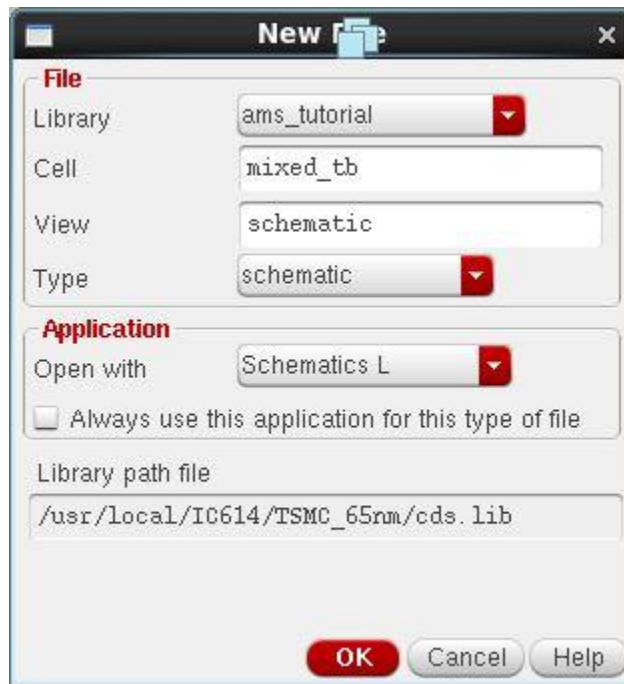 New
File
Library ams_tutorial
Cell mixed_tb
View schematic
Type schematic
Application
Open with Schematics L
Always use this application for this type of file
Library path file
/usr/local/IC614/TSMC_65nm/cds.lib
OK Cancel Help